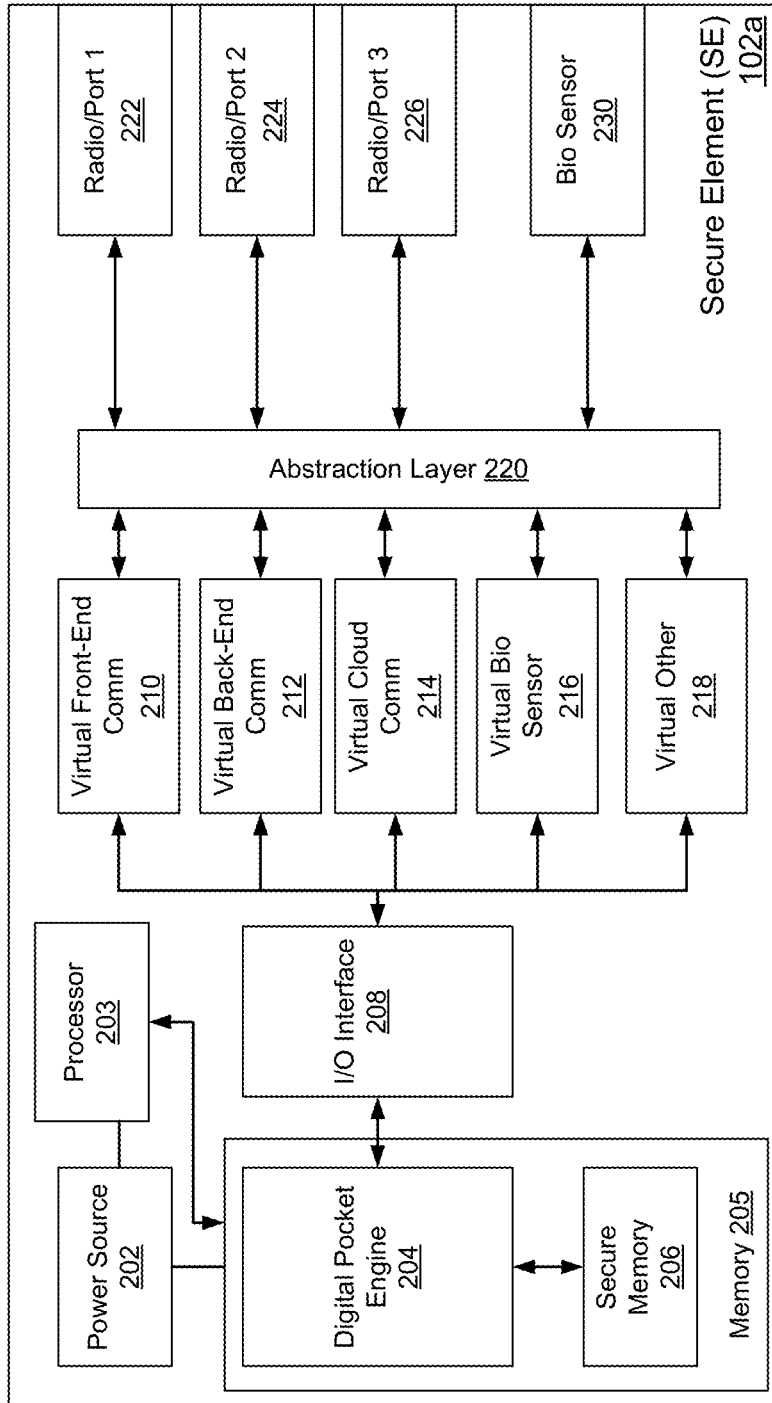 Power Source
202
Processor
203
Digital Pocket
Engine
204
Secure
Memory
206
Memory 205
I/O Interface
208
Virtual Front-End
Comm
210
Virtual Back-End
Comm
212
Virtual Cloud
Comm
214
Virtual Bio
Sensor
216
Virtual Other
218
Abstraction Layer 220
Radio/Port 1
222
Radio/Port 2
224
Radio/Port 3
226
Bio Sensor
230
Secure Element (SE)
102a